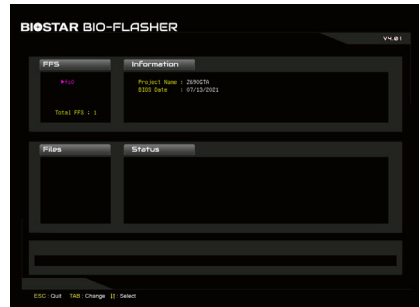 BIOSTAR BIO-FLASHER
V4.01
FFS
Information
fs0
Project Name : Z690GTA
BIOS Date : 07/13/2021
Total FFS : 1
Files
Status
ESC : Quit TAB : Change : Select